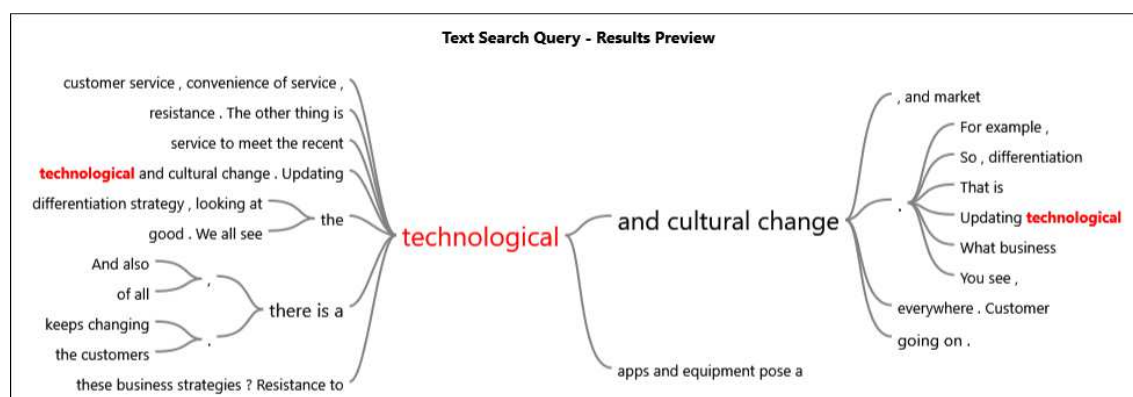 Text Search Query - Results Preview
customer service , convenience of service ,
resistance . The other thing is
service to meet the recent
technological and cultural change . Updating
differentiation strategy , looking at
good . We all see
the
And also
of all
,
keeps changing
the customers
.
there is a
these business strategies ? Resistance to
technological
and cultural change
, and market
.
For example ,
So , differentiation
That is
Updating technological
What business
You see ,
everywhere . Customer
going on .
apps and equipment pose a